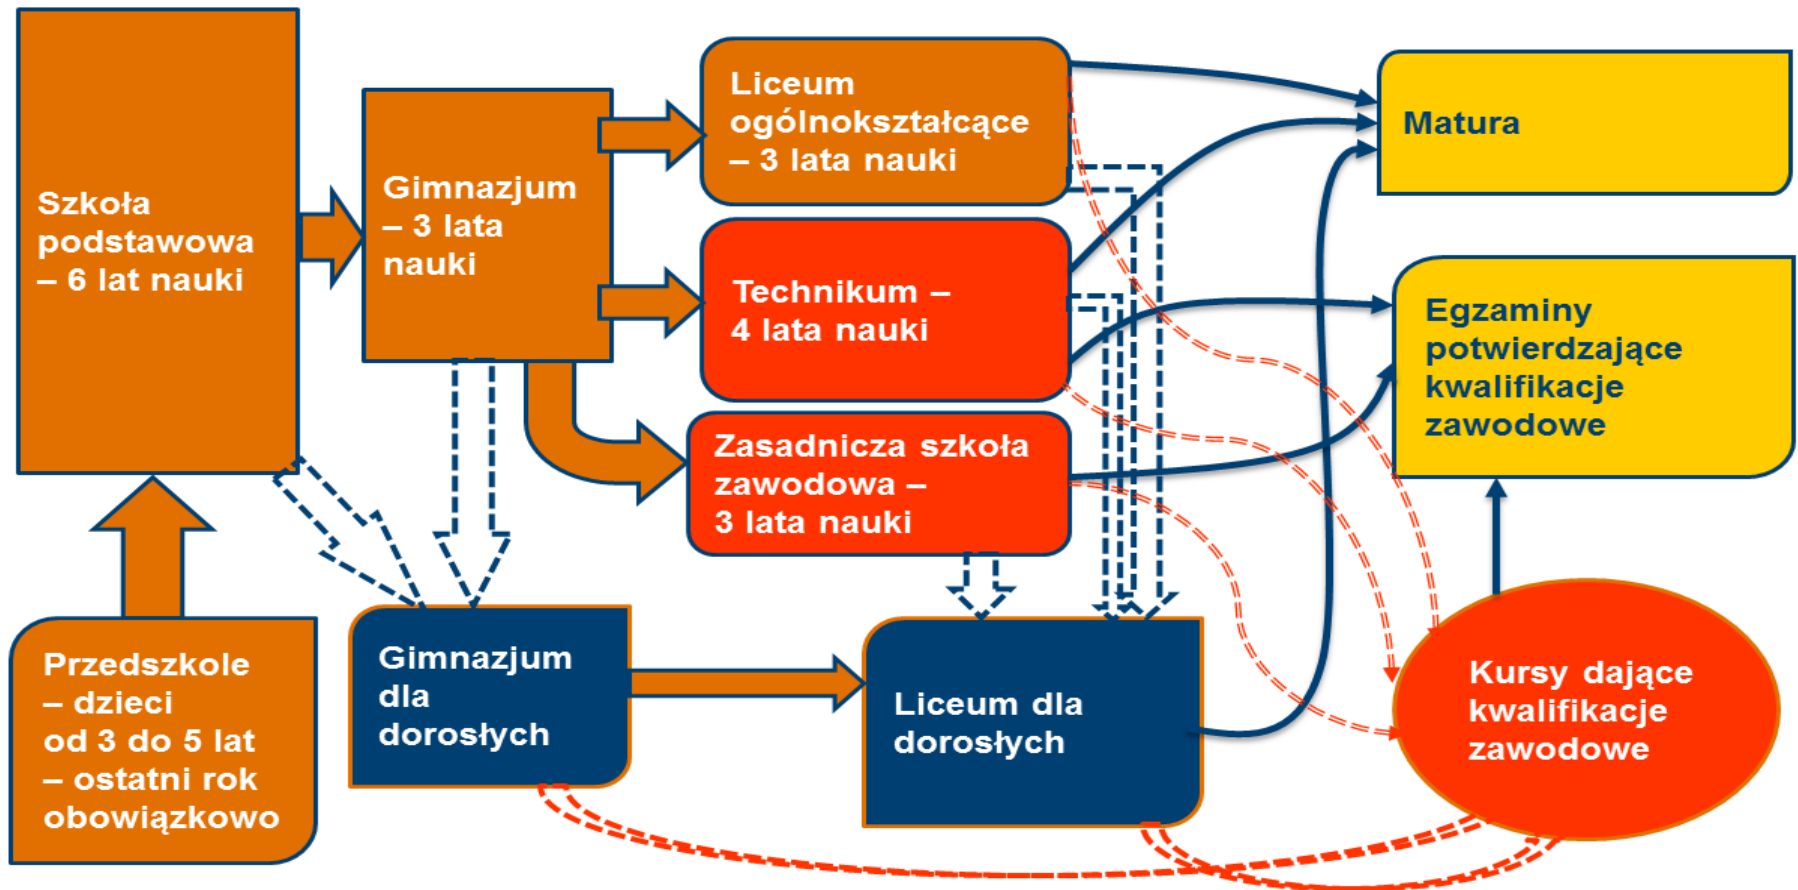 Szkoła
podstawowa
– 6 lat nauki
Gimnazjum
– 3 lata
nauki
Liceum
ogólnokształcące
– 3 lata nauki
Technikum –
4 lata nauki
Zasadnicza szkoła
zawodowa –
3 lata nauki
Matura
Egzaminy
potwierdzające
kwalifikacje
zawodowe
Przedszkole
– dzieci
od 3 do 5 lat
– ostatni rok
obowiązkowo
Gimnazjum
dla
dorosłych
Liceum dla
dorosłych
Kursy dające
kwalifikacje
zawodowe